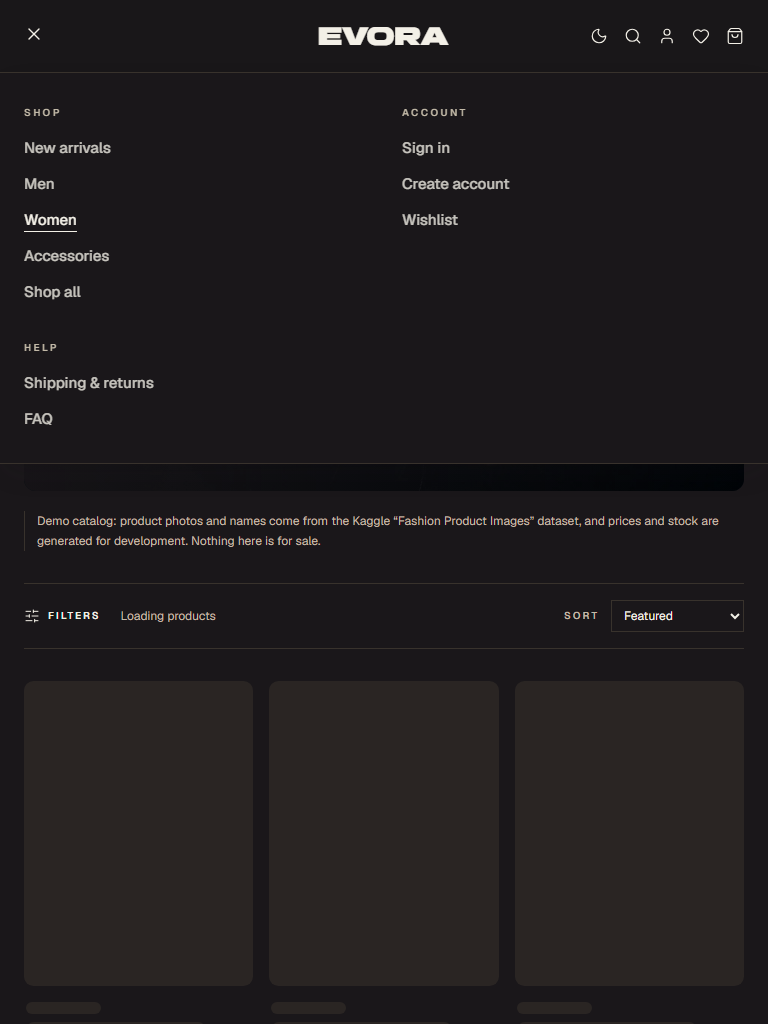 EVORA
SHOP
New arrivals
Men
Women
Accessories
Shop all
HELP
Shipping & returns
FAQ
ACCOUNT
Sign in
Create account
Wishlist
Demo catalog: product photos and names come from the Kaggle “Fashion Product Images” dataset, and prices and stock are
generated for development. Nothing here is for sale.
FILTERS
Loading products
SORT
Featured